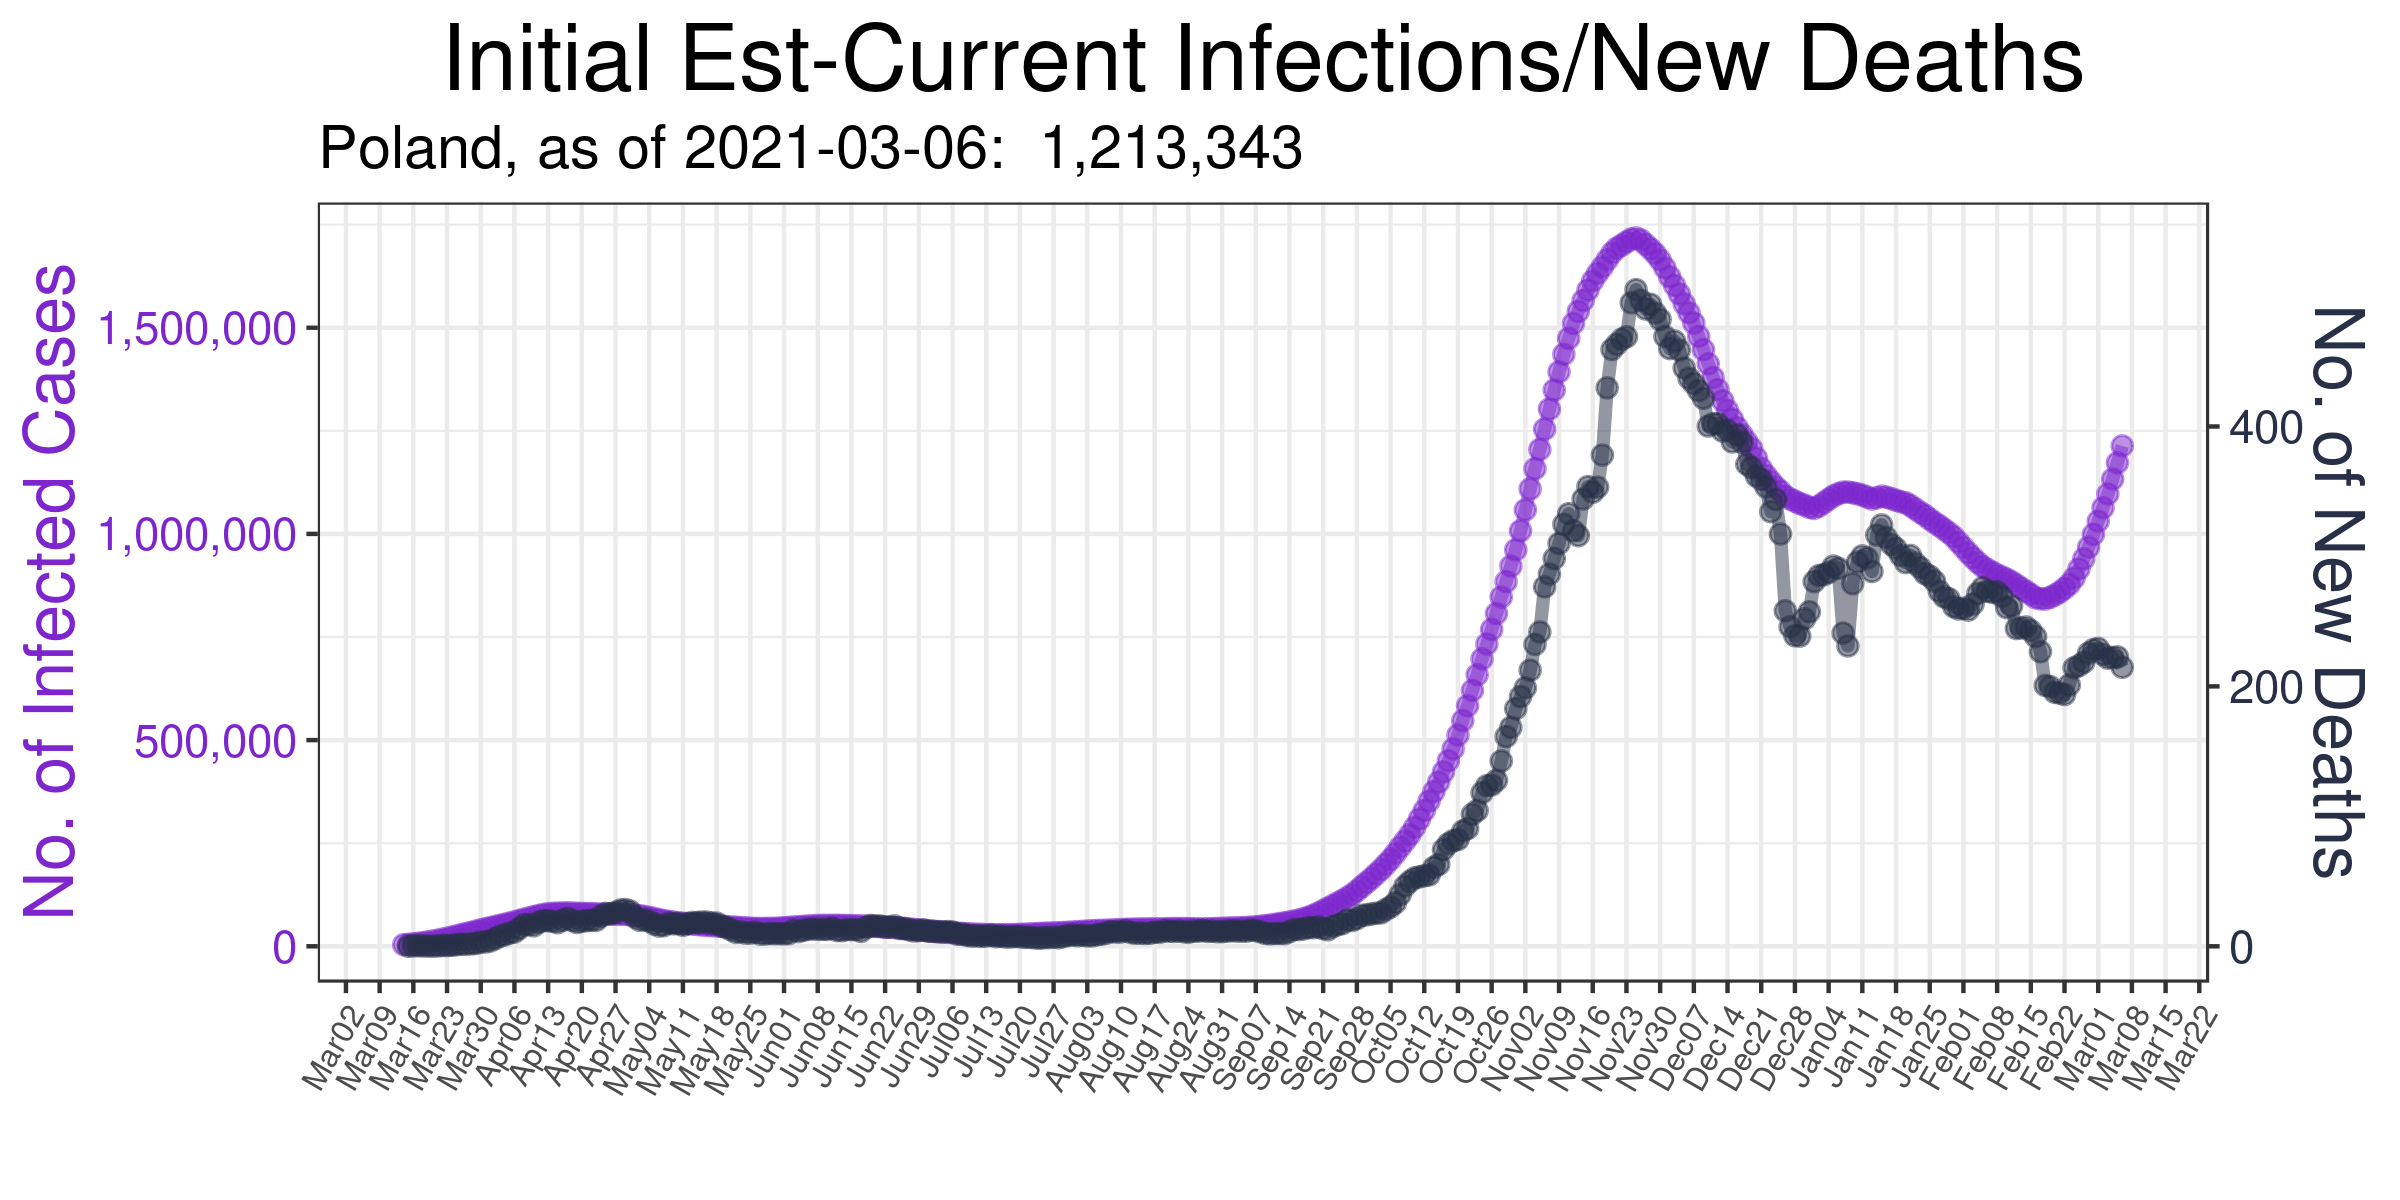 Initial Est-Current Infections/New Deaths
Poland, as of 2021-03-06: 1,213,343
No. of Infected Cases
1,500,000
1,000,000
500,000
0
400
200
0
No. of New Deaths
Mar02
Mar09
Mar16
Mar23
Mar30
Apr06
Apr13
Apr20
Apr27
May04
May11
May18
May25
Jun01
Jun08
Jun15
Jun22
Jun29
Jul06
Jul13
Jul20
Jul27
Aug03
Aug10
Aug17
Aug24
Aug31
Sep07
Sep14
Sep21
Sep28
Oct05
Oct12
Oct19
Oct26
Nov02
Nov09
Nov16
Nov23
Nov30
Dec07
Dec14
Dec21
Dec28
Dec04
Jan11
Jan18
Jan25
Feb01
Feb08
Feb15
Feb22
Mar01
Mar08
Mar15
Mar22